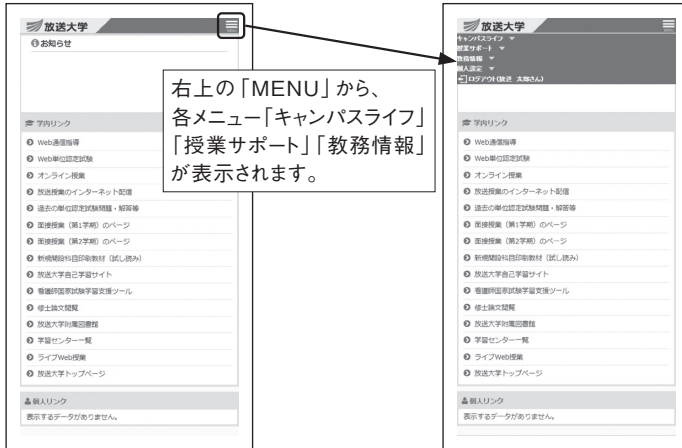 放送大学
MENU
お知らせ
学内リンク
Web通信指導
Web単位認定試験
オンライン授業
放送授業のインターネット配信
過去の単位認定試験問題・解答等
面接授業（第1学期）のページ
面接授業（第2学期）のページ
新規開設科目印刷教材（試し読み）
放送大学自己学習サイト
看護師国家試験学習支援ツール
修士論文閲覧
放送大学附属図書館
学習センター一覧
ライブWeb授業
放送大学トップページ
個人リンク
表示するデータがありません。
右上の「MENU」から、
各メニュー「キャンパスライフ」
「授業サポート」「教務情報」
が表示されます。
放送大学
キャンパスライフ ▼
授業サポート ▼
教務情報 ▼
個人設定 ▼
ログアウト(放送 太郎さん)
学内リンク
Web通信指導
Web単位認定試験
オンライン授業
放送授業のインターネット配信
過去の単位認定試験問題・解答等
面接授業（第1学期）のページ
面接授業（第2学期）のページ
新規開設科目印刷教材（試し読み）
放送大学自己学習サイト
看護師国家試験学習支援ツール
修士論文閲覧
放送大学附属図書館
学習センター一覧
ライブWeb授業
放送大学トップページ
個人リンク
表示するデータがありません。